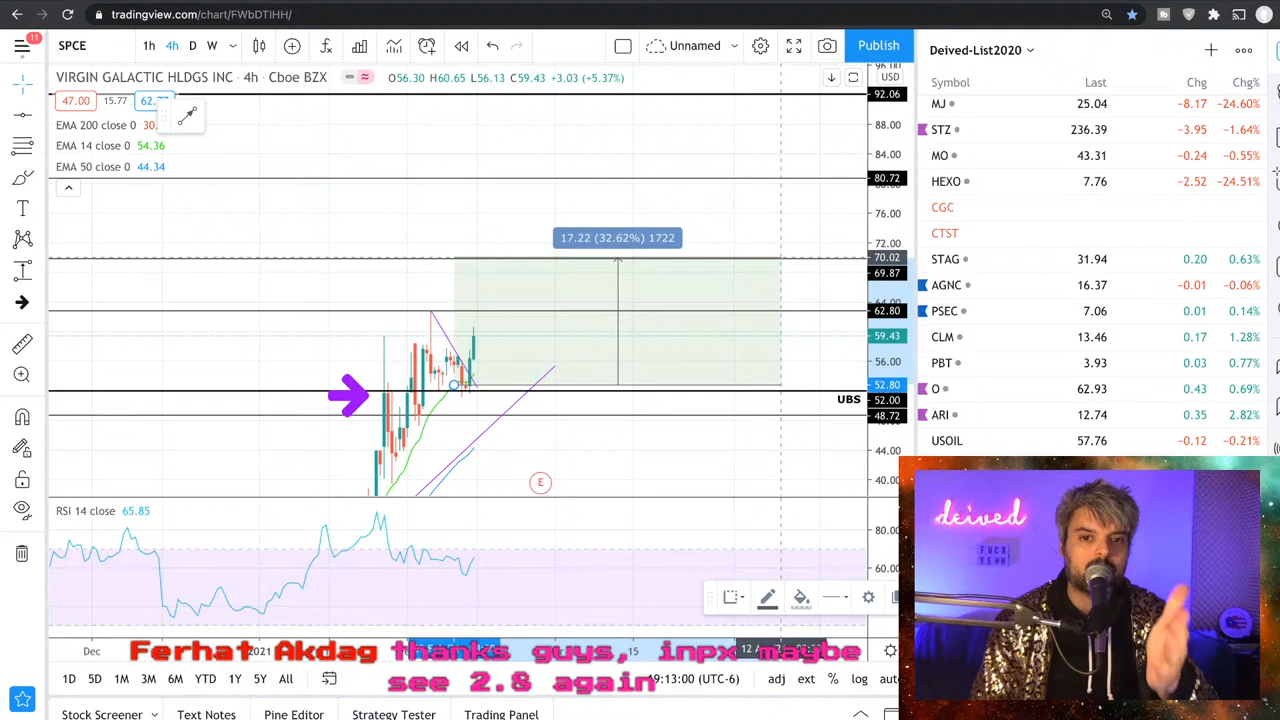 tradingview.com/chart/FWbDTIHH/
11
SPCE
1h 4h D W
Unnamed
Publish
VIRGIN GALACTIC HLDGS INC · 4h · Cboe BZX
O56.30 H60.65 L56.13 C59.43 +3.03 (+5.37%)
47.00 15.77
EMA 200 close 0
EMA 14 close 0 54.36
EMA 50 close 0 44.34
17.22 (32.62%) 1722
USD
96.00
92.06
88.00
84.00
80.72
76.00
72.00
70.02
69.87
64.00
62.80
59.43
56.00
52.80
52.00
48.72
44.00
40.00
UBS
E
RSI 14 close 65.85
80.00
60.00
Dec 2021 15 12 A
Ferhat Akdag thanks guys, inpx maybe
see 2.& again
1D 5D 1M 3M 6M 1Y 5Y All
19:13:00 (UTC-6)
adj ext % log
Stock Screener Text Notes Pine Editor Strategy Tester Trading Panel
Deived-List2020
Symbol Last Chg Chg%
MJ 25.04 −8.17 −24.60%
STZ 236.39 −3.95 −1.64%
MO 43.31 −0.24 −0.55%
HEXO 7.76 −2.52 −24.51%
CGC
CTST
STAG 31.94 0.20 0.63%
AGNC 16.37 −0.01 −0.06%
PSEC 7.06 0.01 0.14%
CLM 13.46 0.17 1.28%
PBT 3.93 0.03 0.77%
O 62.93 0.43 0.69%
ARI 12.74 0.35 2.82%
USOIL 57.76 −0.12 −0.21%
deived
FUCK
YEAH